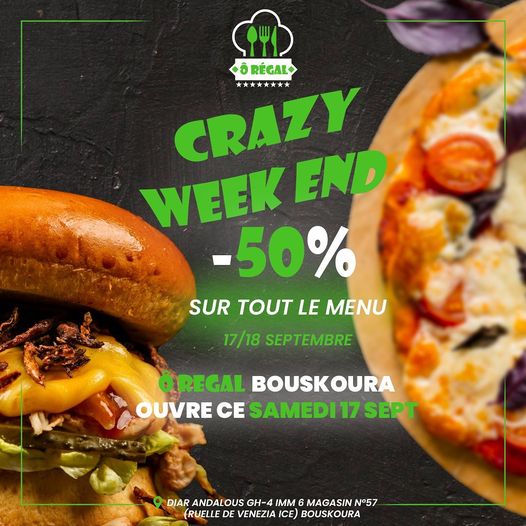 Ô RÉGAL
CRAZY
WEEK END
-50%
SUR TOUT LE MENU
17/18 SEPTEMBRE
Ô REGAL BOUSKOURA
OUVRE CE SAMEDI 17 SEPT
DIAR ANDALOUS GH-4 IMM 6 MAGASIN N°57
(RUELLE DE VENEZIA ICE) BOUSKOURA